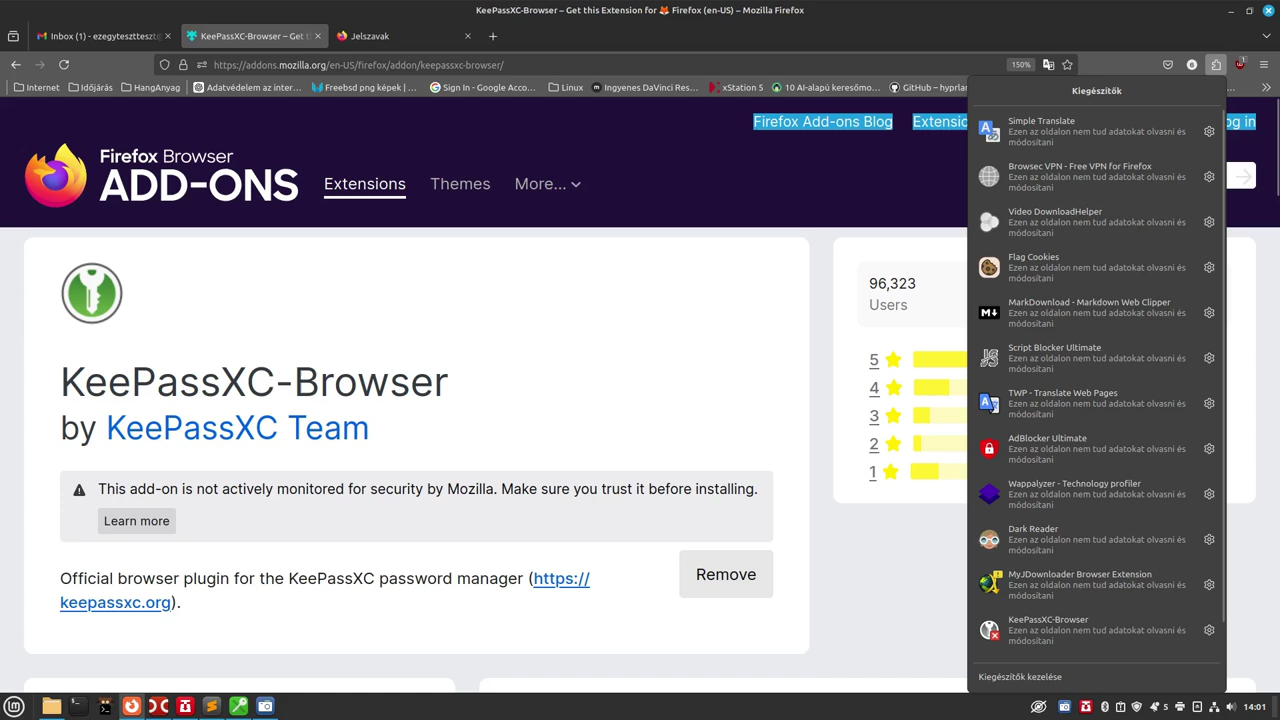 KeePassXC-Browser – Get this Extension for 🦊 Firefox (en-US) – Mozilla Firefox
Inbox (1) - ezegytesztteszte
KeePassXC-Browser – Get t
Jelszavak
https://addons.mozilla.org/en-US/firefox/addon/keepassxc-browser/
150%
Internet
Időjárás
HangAnyag
Adatvédelem az inter…
Freebsd png képek | …
Sign In - Google Acco…
Linux
Ingyenes DaVinci Res…
xStation 5
10 AI-alapú keresőmo…
GitHub – hyprlan
Firefox Add-ons Blog
Extensio
og in
Firefox Browser
ADD-ONS
Extensions
Themes
More…
KeePassXC-Browser
by KeePassXC Team
This add-on is not actively monitored for security by Mozilla. Make sure you trust it before installing.
Learn more
Official browser plugin for the KeePassXC password manager (https://
keepassxc.org).
Remove
96,323
Users
5
4
3
2
1
Kiegészítők
Simple Translate
Ezen az oldalon nem tud adatokat olvasni és
módosítani
Browsec VPN - Free VPN for Firefox
Ezen az oldalon nem tud adatokat olvasni és
módosítani
Video DownloadHelper
Ezen az oldalon nem tud adatokat olvasni és
módosítani
Flag Cookies
Ezen az oldalon nem tud adatokat olvasni és
módosítani
MarkDownload - Markdown Web Clipper
Ezen az oldalon nem tud adatokat olvasni és
módosítani
Script Blocker Ultimate
Ezen az oldalon nem tud adatokat olvasni és
módosítani
TWP - Translate Web Pages
Ezen az oldalon nem tud adatokat olvasni és
módosítani
AdBlocker Ultimate
Ezen az oldalon nem tud adatokat olvasni és
módosítani
Wappalyzer - Technology profiler
Ezen az oldalon nem tud adatokat olvasni és
módosítani
Dark Reader
Ezen az oldalon nem tud adatokat olvasni és
módosítani
MyJDownloader Browser Extension
Ezen az oldalon nem tud adatokat olvasni és
módosítani
KeePassXC-Browser
Ezen az oldalon nem tud adatokat olvasni és
módosítani
Kiegészítők kezelése
5
14:01